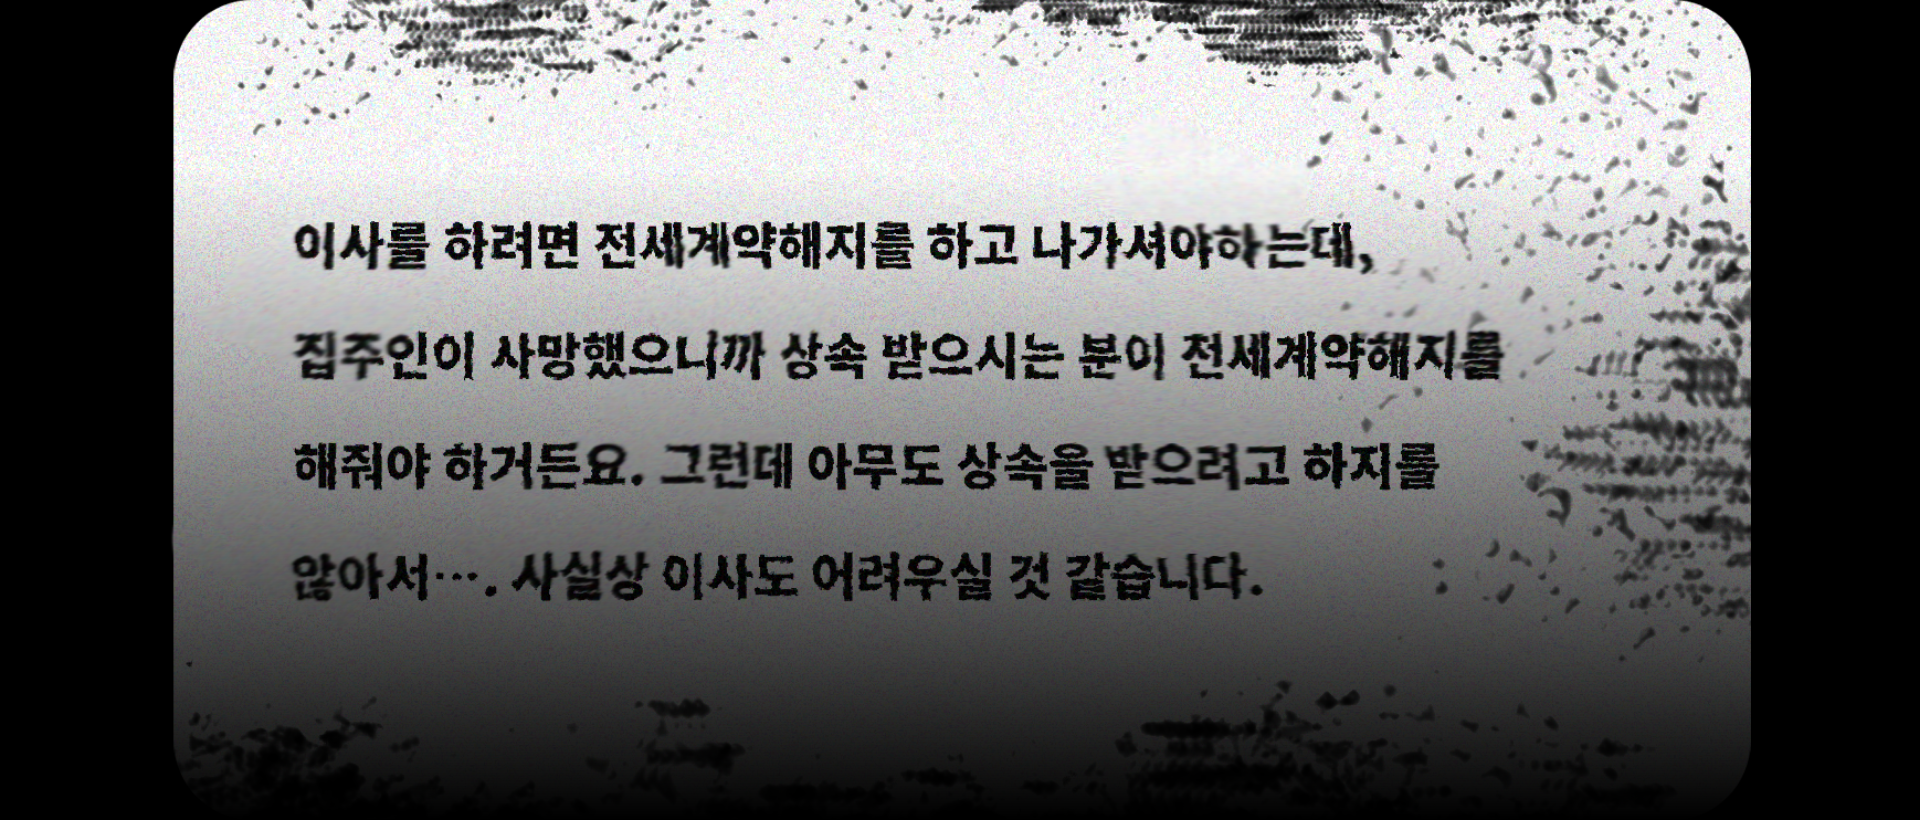 이사를 하려면 전세계약해지를 하고 나가셔야하는데,
집주인이 사망했으니까 상속 받으시는 분이 전세계약해지를
해줘야 하거든요. 그런데 아무도 상속을 받으려고 하지를
않아서…. 사실상 이사도 어려우실 것 같습니다.